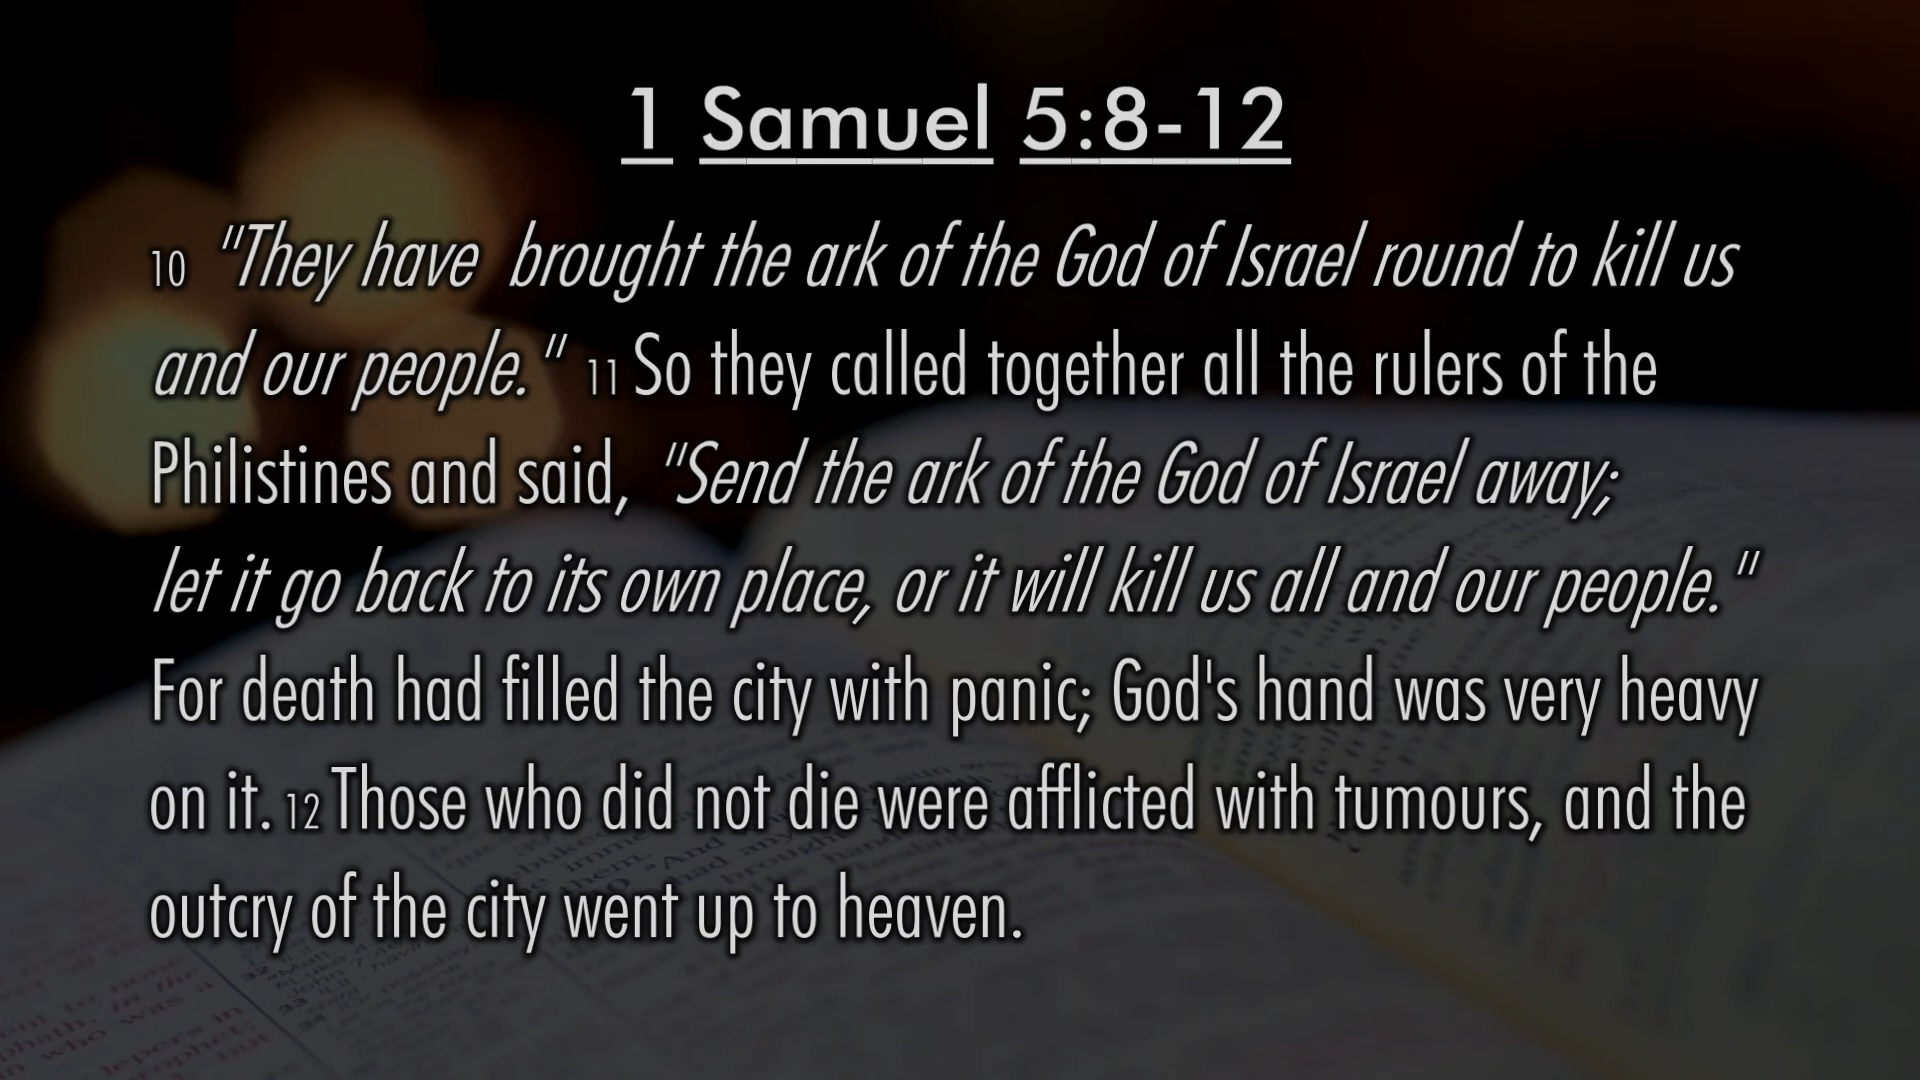 1 Samuel 5:8-12
10 "They have brought the ark of the God of Israel round to kill us
and our people." 11 So they called together all the rulers of the
Philistines and said, "Send the ark of the God of Israel away;
let it go back to its own place, or it will kill us all and our people."
For death had filled the city with panic; God's hand was very heavy
on it. 12 Those who did not die were afflicted with tumours, and the
outcry of the city went up to heaven.